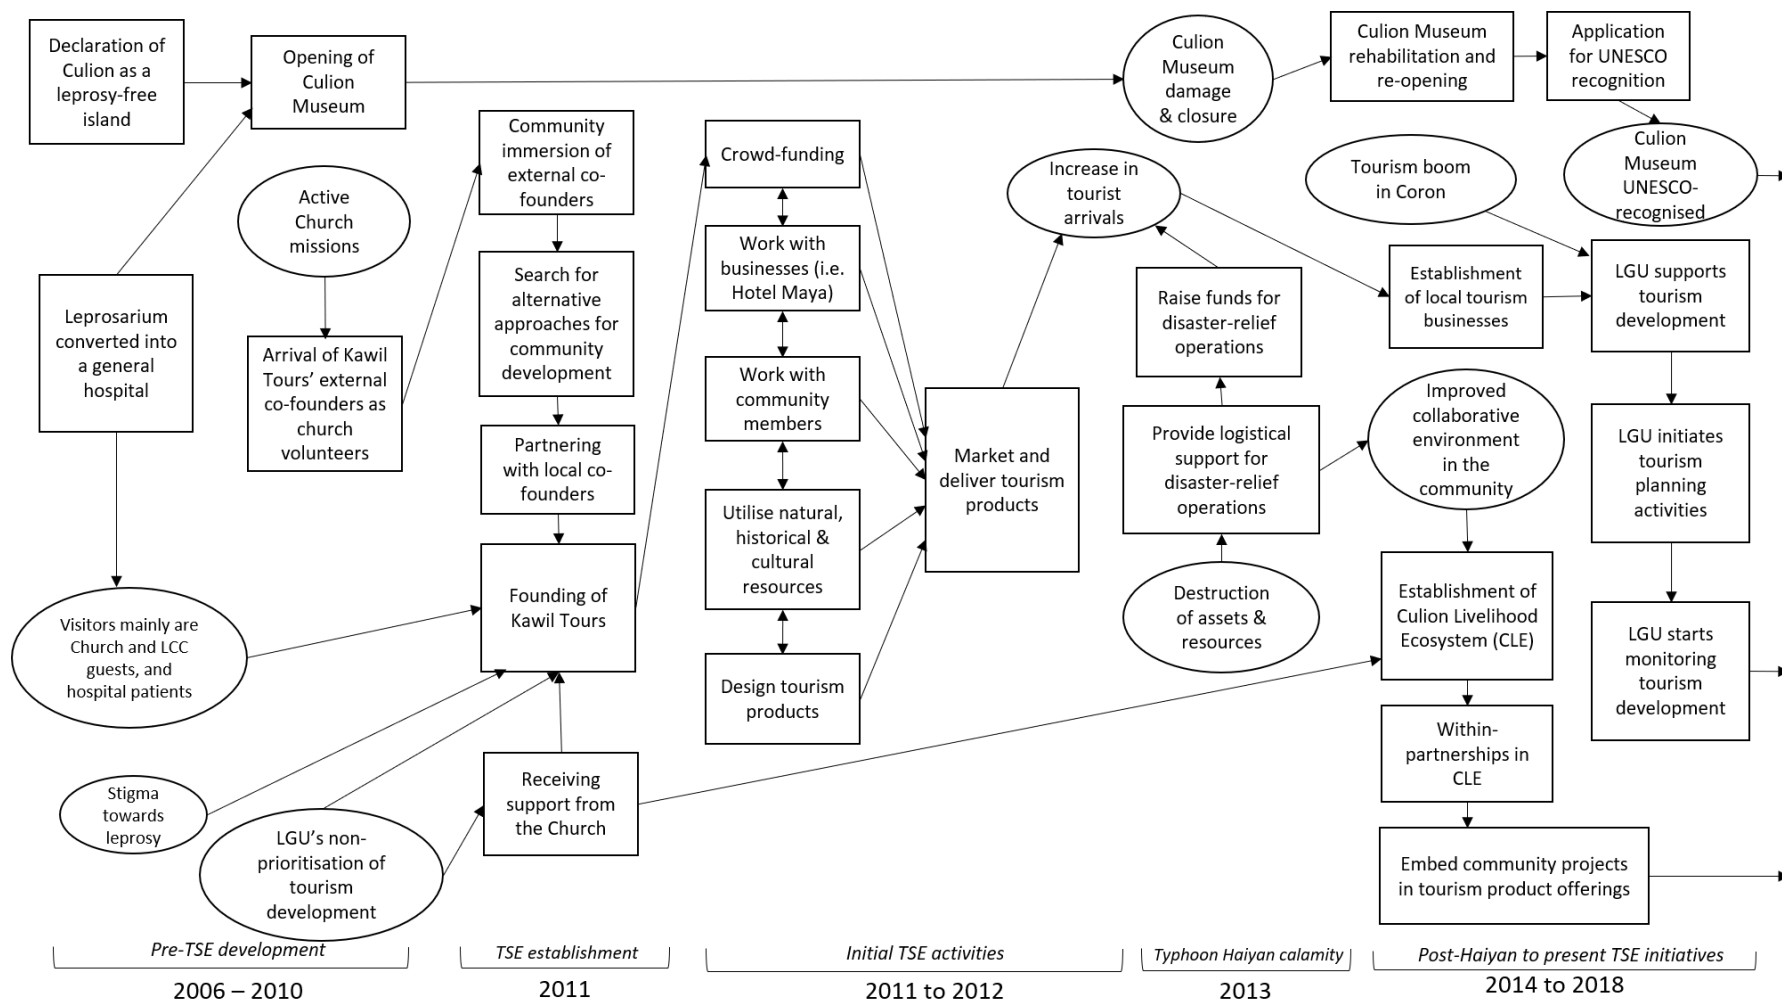 Declaration of
Culion as a
leprosy-free
island
Opening of
Culion
Museum
Culion
Museum
damage
& closure
Culion Museum
rehabilitation and
re-opening
Application
for UNESCO
recognition
Culion
Museum
UNESCO-
recognised
Active
Church
missions
Community
immersion of
external co-
founders
Crowd-funding
Increase in
tourist
arrivals
Tourism boom
in Coron
Leprosarium
converted into
a general
hospital
Arrival of Kawil
Tours’ external
co-founders as
church
volunteers
Search for
alternative
approaches for
community
development
Work with
businesses (i.e.
Hotel Maya)
Raise funds for
disaster-relief
operations
Establishment
of local tourism
businesses
LGU supports
tourism
development
Partnering
with local co-
founders
Work with
community
members
Market and
deliver tourism
products
Provide logistical
support for
disaster-relief
operations
Improved
collaborative
environment
in the
community
LGU initiates
tourism
planning
activities
Visitors mainly are
Church and LCC
guests, and
hospital patients
Founding of
Kawil Tours
Utilise natural,
historical &
cultural
resources
Destruction
of assets &
resources
Establishment of
Culion Livelihood
Ecosystem (CLE)
LGU starts
monitoring
tourism
development
Design tourism
products
Stigma
towards
leprosy
LGU’s non-
prioritisation of
tourism
development
Receiving
support from
the Church
Within-
partnerships in
CLE
Embed community projects
in tourism product offerings
Pre-TSE development
TSE establishment
Initial TSE activities
Typhoon Haiyan calamity
Post-Haiyan to present TSE initiatives
2006 – 2010
2011
2011 to 2012
2013
2014 to 2018